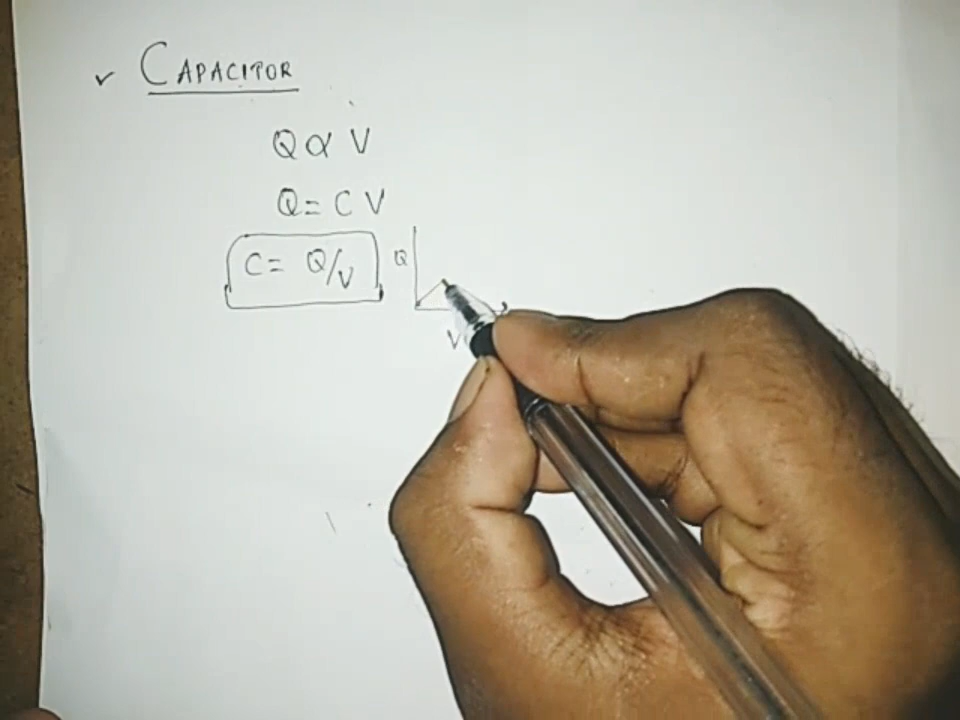 ✓ CAPACITOR
Q α V
Q = C V
C = Q/V
Q
V